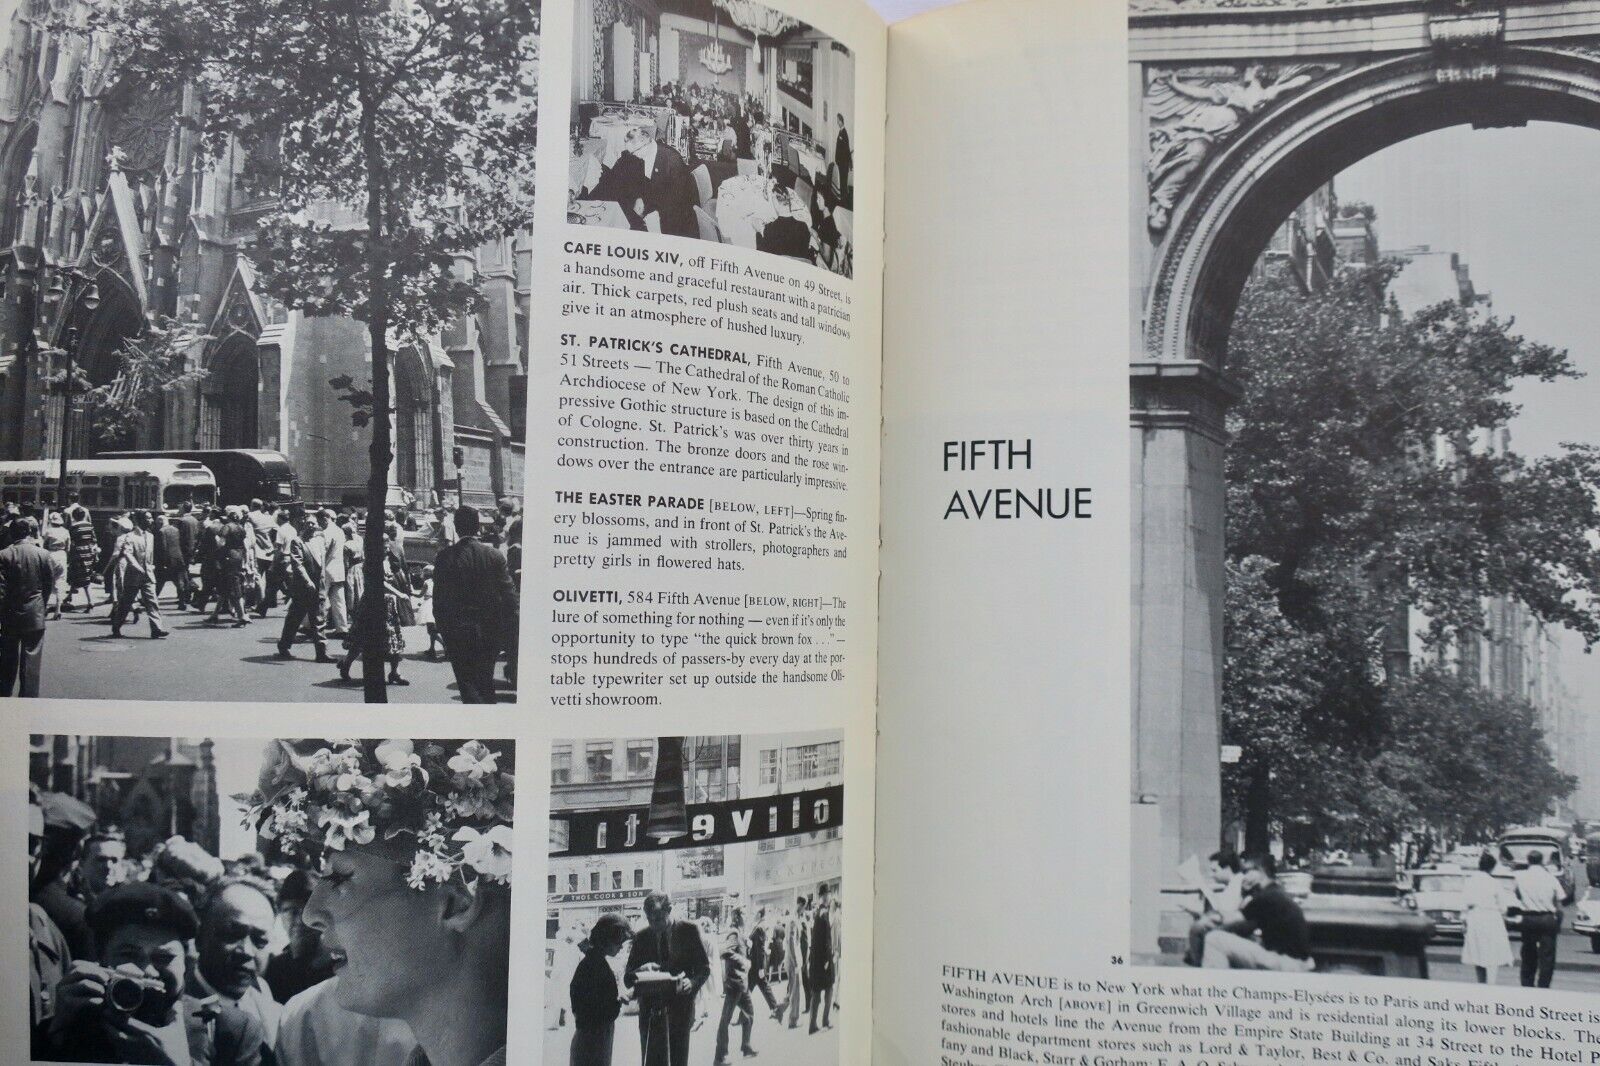 CAFE LOUIS XIV, off Fifth Avenue on 49 Street, is
a handsome and graceful restaurant with a patrician
air. Thick carpets, red plush seats and tall windows
give it an atmosphere of hushed luxury.
ST. PATRICK'S CATHEDRAL, Fifth Avenue, 50 to
51 Streets — The Cathedral of the Roman Catholic
Archdiocese of New York. The design of this im-
pressive Gothic structure is based on the Cathedral
of Cologne. St. Patrick's was over thirty years in
construction. The bronze doors and the rose win-
dows over the entrance are particularly impressive.
THE EASTER PARADE [BELOW, LEFT]—Spring fin-
ery blossoms, and in front of St. Patrick's the Ave-
nue is jammed with strollers, photographers and
pretty girls in flowered hats.
OLIVETTI, 584 Fifth Avenue [BELOW, RIGHT]—The
lure of something for nothing — even if it's only the
opportunity to type "the quick brown fox . . ." —
stops hundreds of passers-by every day at the por-
table typewriter set up outside the handsome Oli-
vetti showroom.
THOS. COOK & SON
FIFTH
AVENUE
36
FIFTH AVENUE is to New York what the Champs-Elysées is to Paris and what Bond Street is
Washington Arch [ABOVE] in Greenwich Village and is residential along its lower blocks. The
stores and hotels line the Avenue from the Empire State Building at 34 Street to the Hotel P
fashionable department stores such as Lord & Taylor, Best & Co. and Saks
fany and Black, Starr & Gorham;